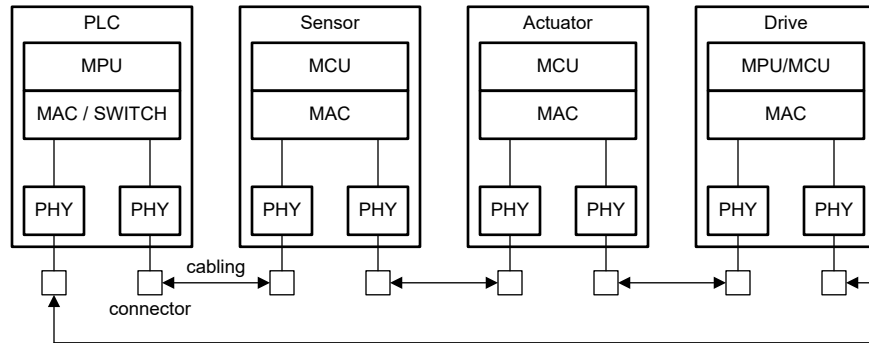 PLC
Sensor
Actuator
Drive
MPU
MCU
MCU
MPU/MCU
MAC / SWITCH
MAC
MAC
MAC
PHY
PHY
PHY
PHY
PHY
PHY
PHY
PHY
cabling
connector